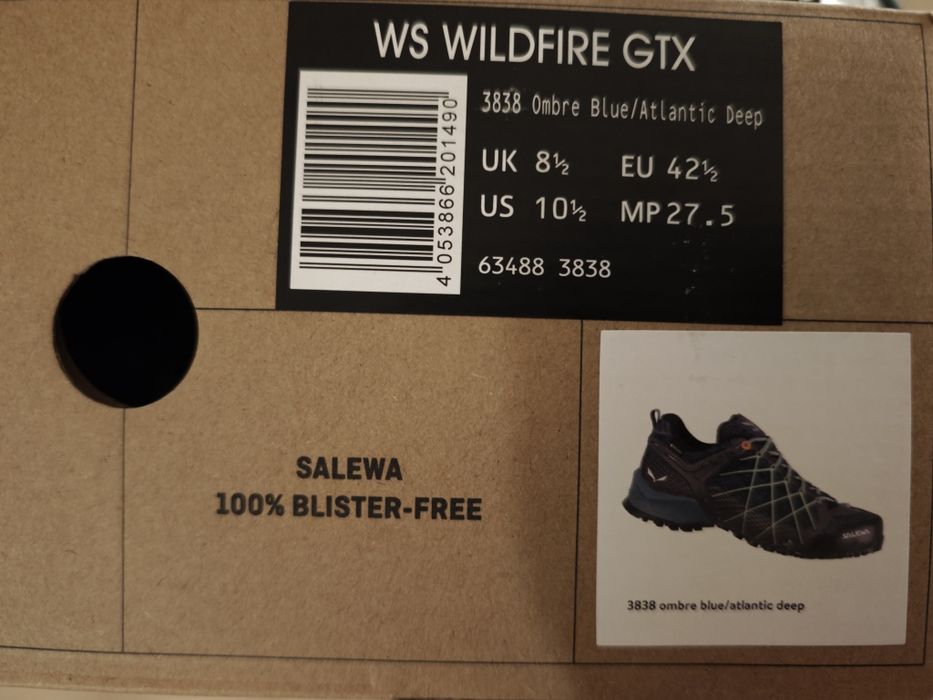 WS WILDFIRE GTX
3838 Ombre Blue/Atlantic Deep
UK 8½ EU 42½
US 10½ MP 27.5
63488 3838
4 053866 201490
SALEWA
100% BLISTER-FREE
SALEWA
3838 ombre blue/atlantic deep